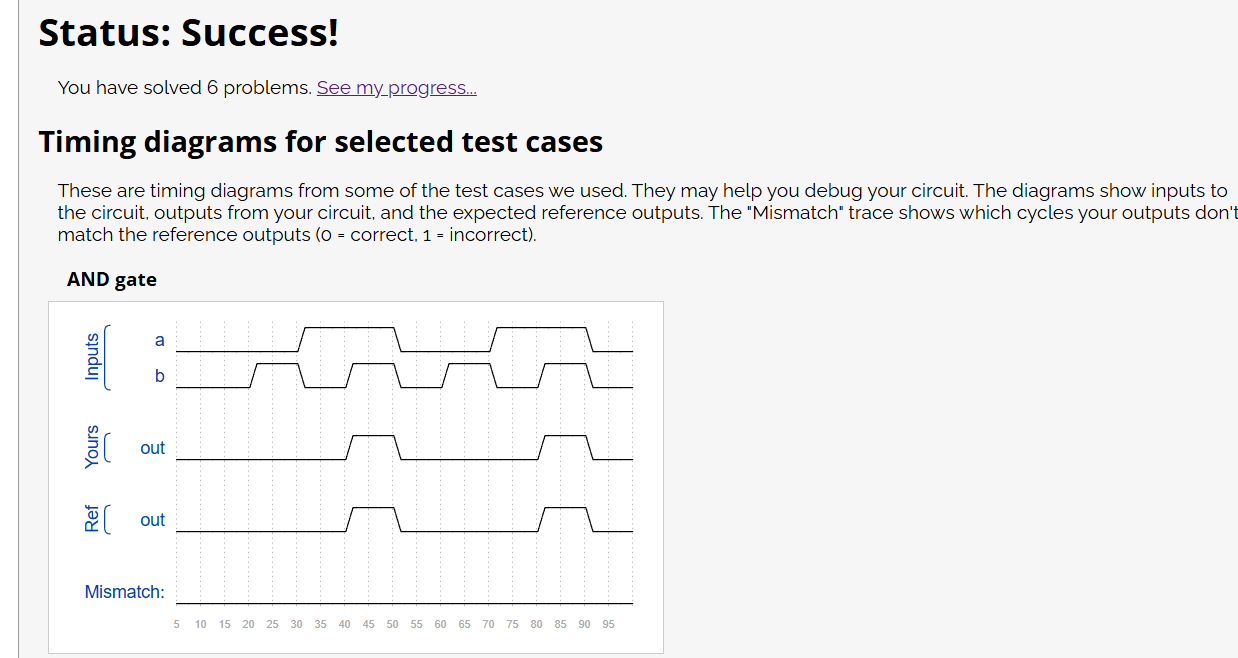 Status: Success!
You have solved 6 problems. See my progress...
Timing diagrams for selected test cases
These are timing diagrams from some of the test cases we used. They may help you debug your circuit. The diagrams show inputs to
the circuit, outputs from your circuit, and the expected reference outputs. The "Mismatch" trace shows which cycles your outputs don't
match the reference outputs (0 = correct, 1 = incorrect).
AND gate
Inputs
a
b
Yours
out
Ref
out
Mismatch:
5 10 15 20 25 30 35 40 45 50 55 60 65 70 75 80 85 90 95